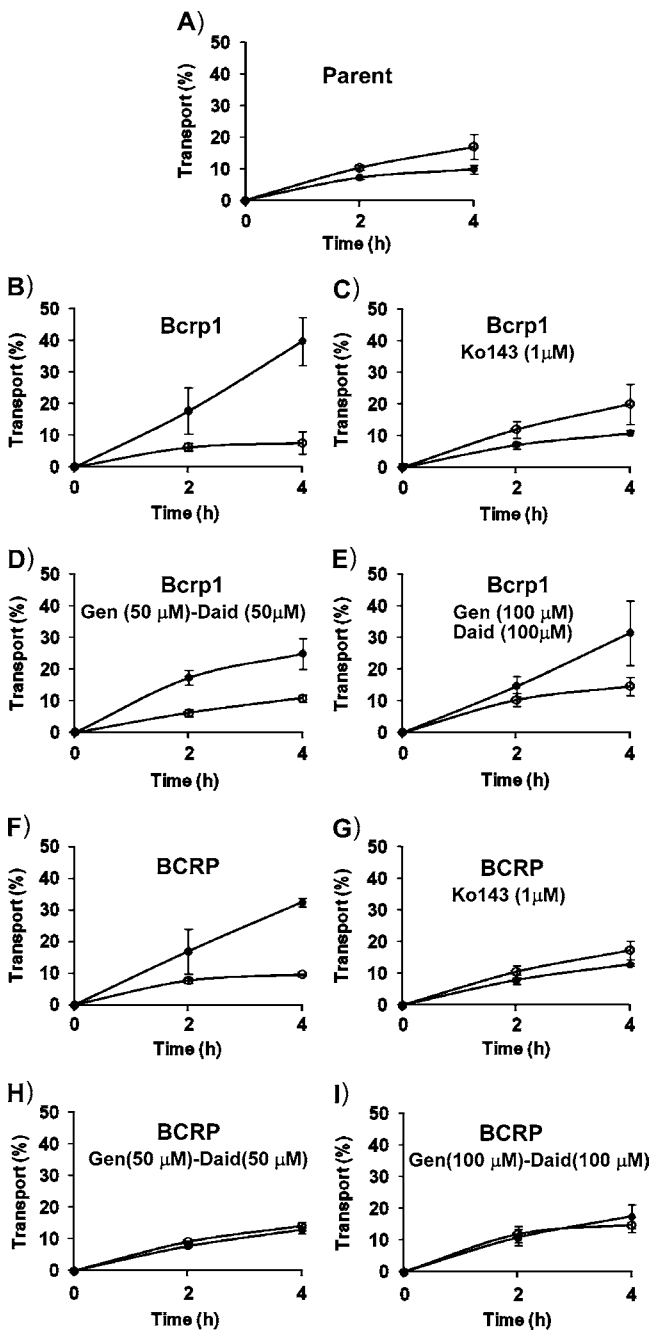 A)
Parent
Transport (%)
50
40
30
20
10
0
0 2 4
Time (h)
B)
Bcrp1
Transport (%)
50
40
30
20
10
0
0 2 4
Time (h)
C)
Bcrp1
Ko143 (1μM)
Transport (%)
50
40
30
20
10
0
0 2 4
Time (h)
D)
Bcrp1
Gen (50 μM)-Daid (50μM)
Transport (%)
50
40
30
20
10
0
0 2 4
Time (h)
E)
Bcrp1
Gen (100 μM)
Daid (100μM)
Transport (%)
50
40
30
20
10
0
0 2 4
Time (h)
F)
BCRP
Transport (%)
50
40
30
20
10
0
0 2 4
Time (h)
G)
BCRP
Ko143 (1μM)
Transport (%)
50
40
30
20
10
0
0 2 4
Time (h)
H)
BCRP
Gen(50 μM)-Daid(50 μM)
Transport (%)
50
40
30
20
10
0
0 2 4
Time (h)
I)
BCRP
Gen(100 μM)-Daid(100 μM)
Transport (%)
50
40
30
20
10
0
0 2 4
Time (h)